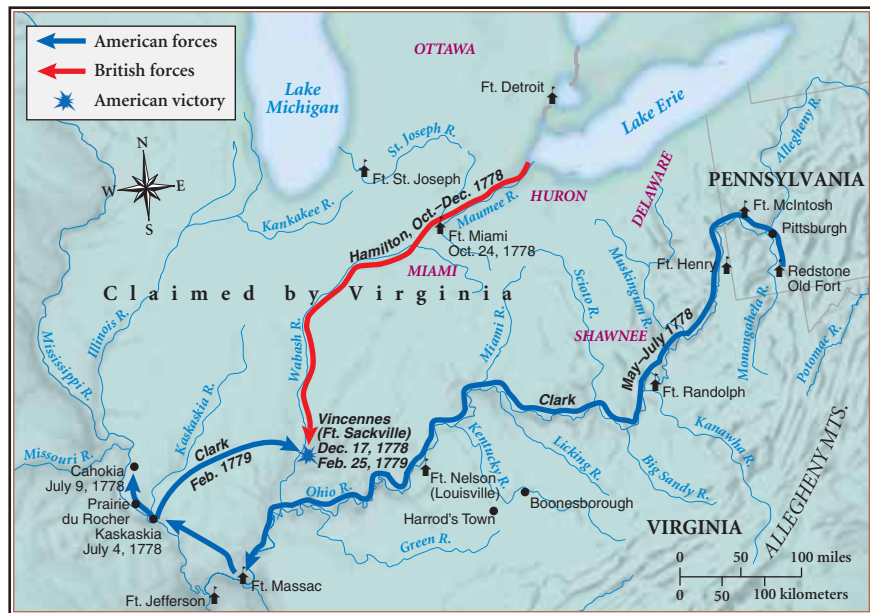 American forces
British forces
American victory
N
W
E
S
OTTAWA
Lake
Michigan
Ft. Detroit
Lake Erie
St. Joseph R.
Ft. St. Joseph
Kankakee R.
Hamilton, Oct.–Dec. 1778
Maumee R.
HURON
DELAWARE
Allegheny R.
PENNSYLVANIA
Ft. McIntosh
Pittsburgh
Ft. Miami
Oct. 24, 1778
MIAMI
Ft. Henry
Redstone
Old Fort
Claimed by Virginia
Muskingum R.
Scioto R.
Monongahela R.
Potomac R.
Illinois R.
Mississippi R.
Wabash R.
Miami R.
SHAWNEE
May–July 1778
Kaskaskia R.
Clark
Ft. Randolph
Kanawha R.
ALLEGHENY MTS.
Missouri R.
Clark
Feb. 1779
Vincennes
(Ft. Sackville)
Dec. 17, 1778
Feb. 25, 1779
Cahokia
July 9, 1778
Prairie
du Rocher
Kaskaskia
July 4, 1778
Ohio R.
Ft. Nelson
(Louisville)
Kentucky R.
Licking R.
Big Sandy R.
Boonesborough
Harrod's Town
Green R.
VIRGINIA
Ft. Massac
Ft. Jefferson
0 50 100 miles
0 50 100 kilometers